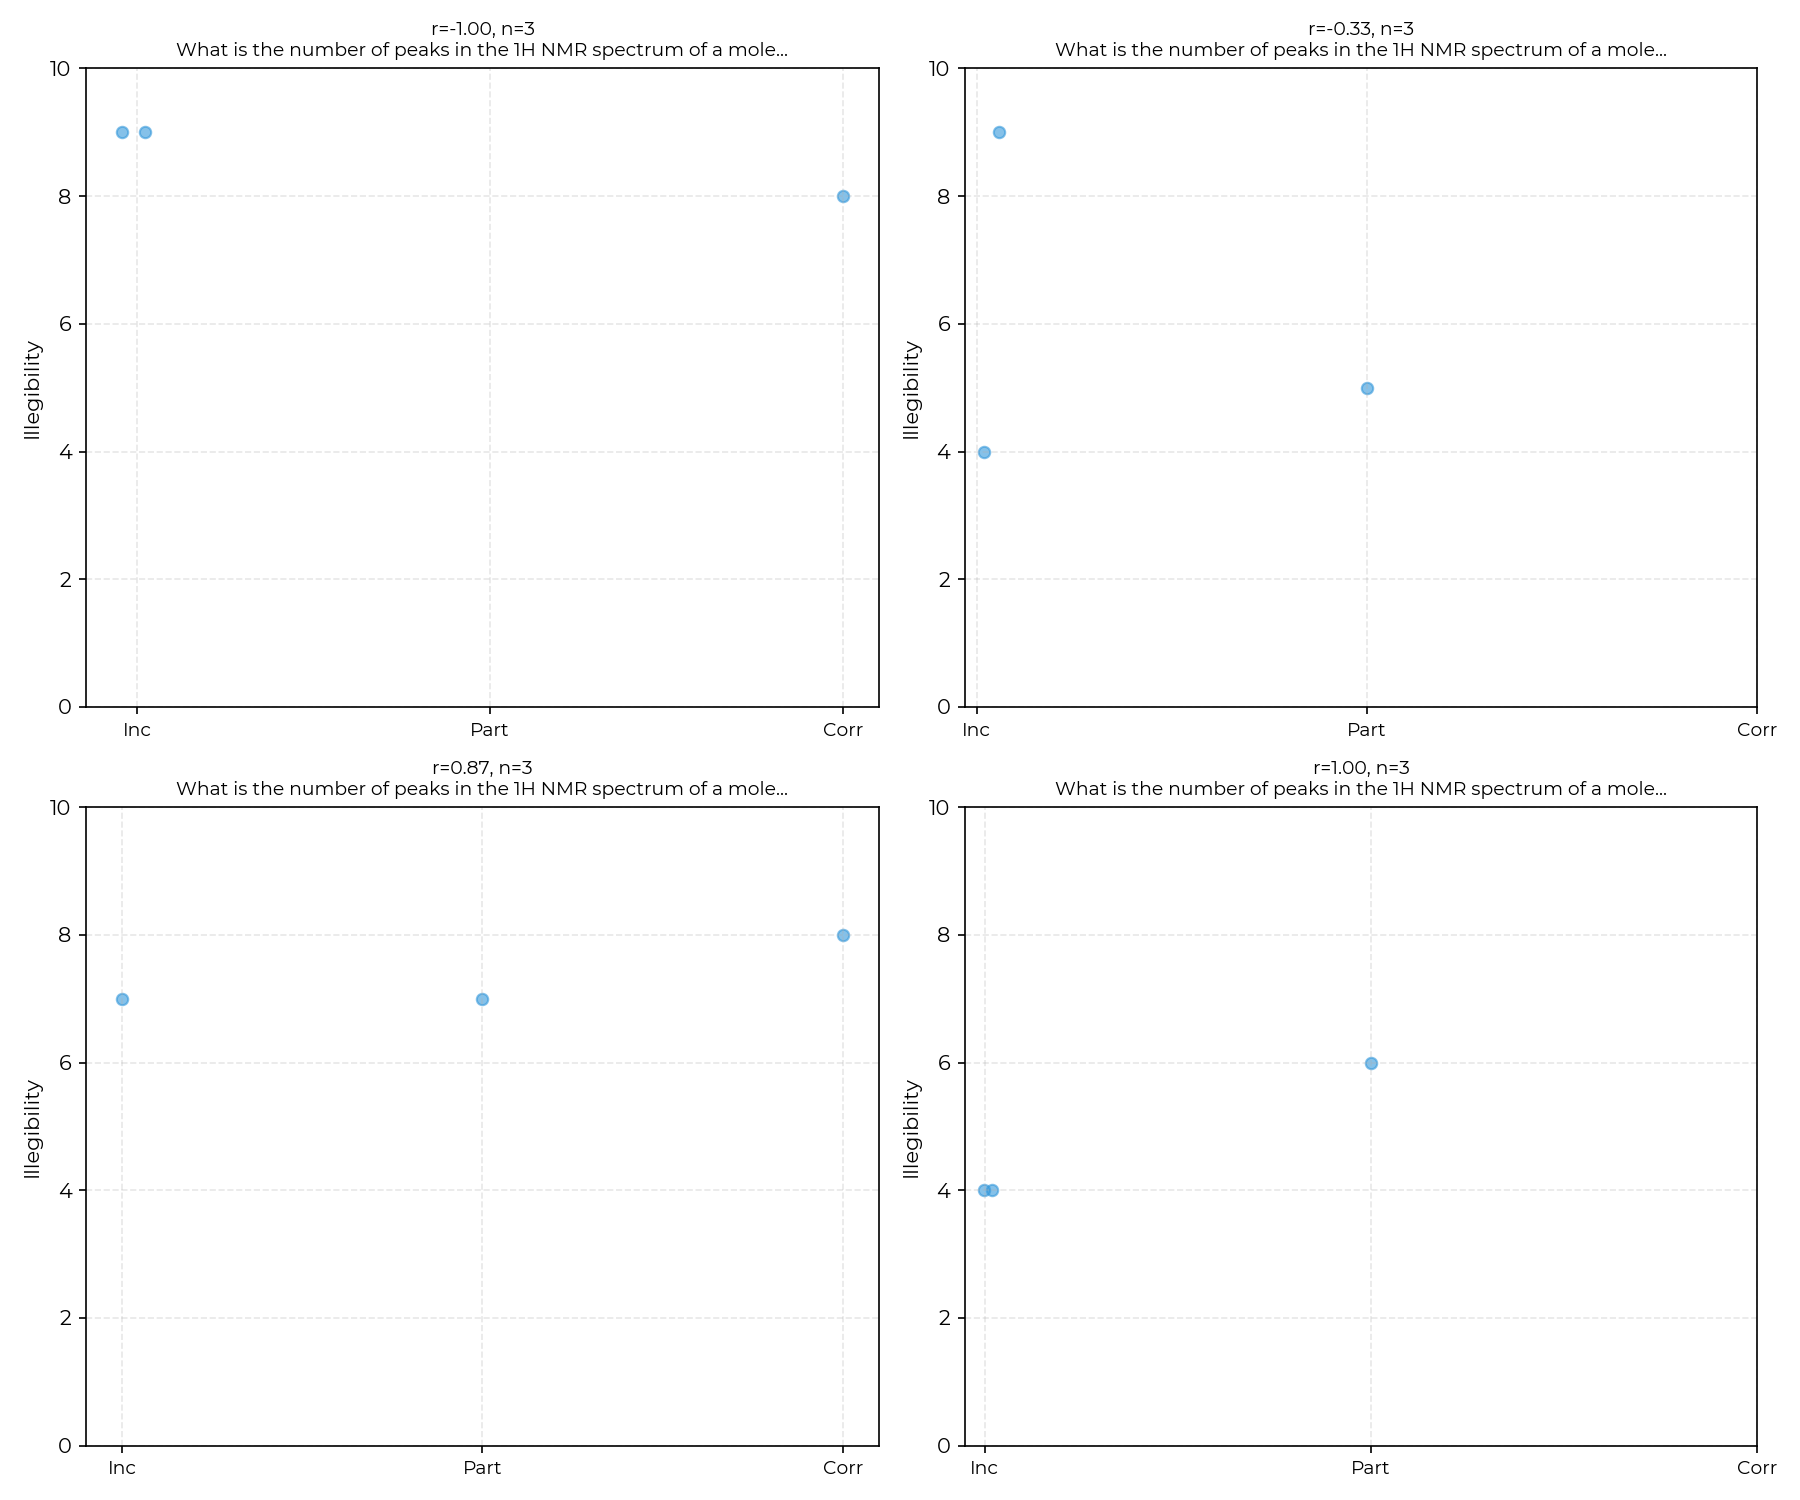 r=-1.00, n=3
What is the number of peaks in the 1H NMR spectrum of a mole...
10
8
6
4
2
0
Illegibility
Inc Part Corr
r=-0.33, n=3
What is the number of peaks in the 1H NMR spectrum of a mole...
10
8
6
4
2
0
Illegibility
Inc Part Corr
r=0.87, n=3
What is the number of peaks in the 1H NMR spectrum of a mole...
10
8
6
4
2
0
Illegibility
Inc Part Corr
r=1.00, n=3
What is the number of peaks in the 1H NMR spectrum of a mole...
10
8
6
4
2
0
Illegibility
Inc Part Corr